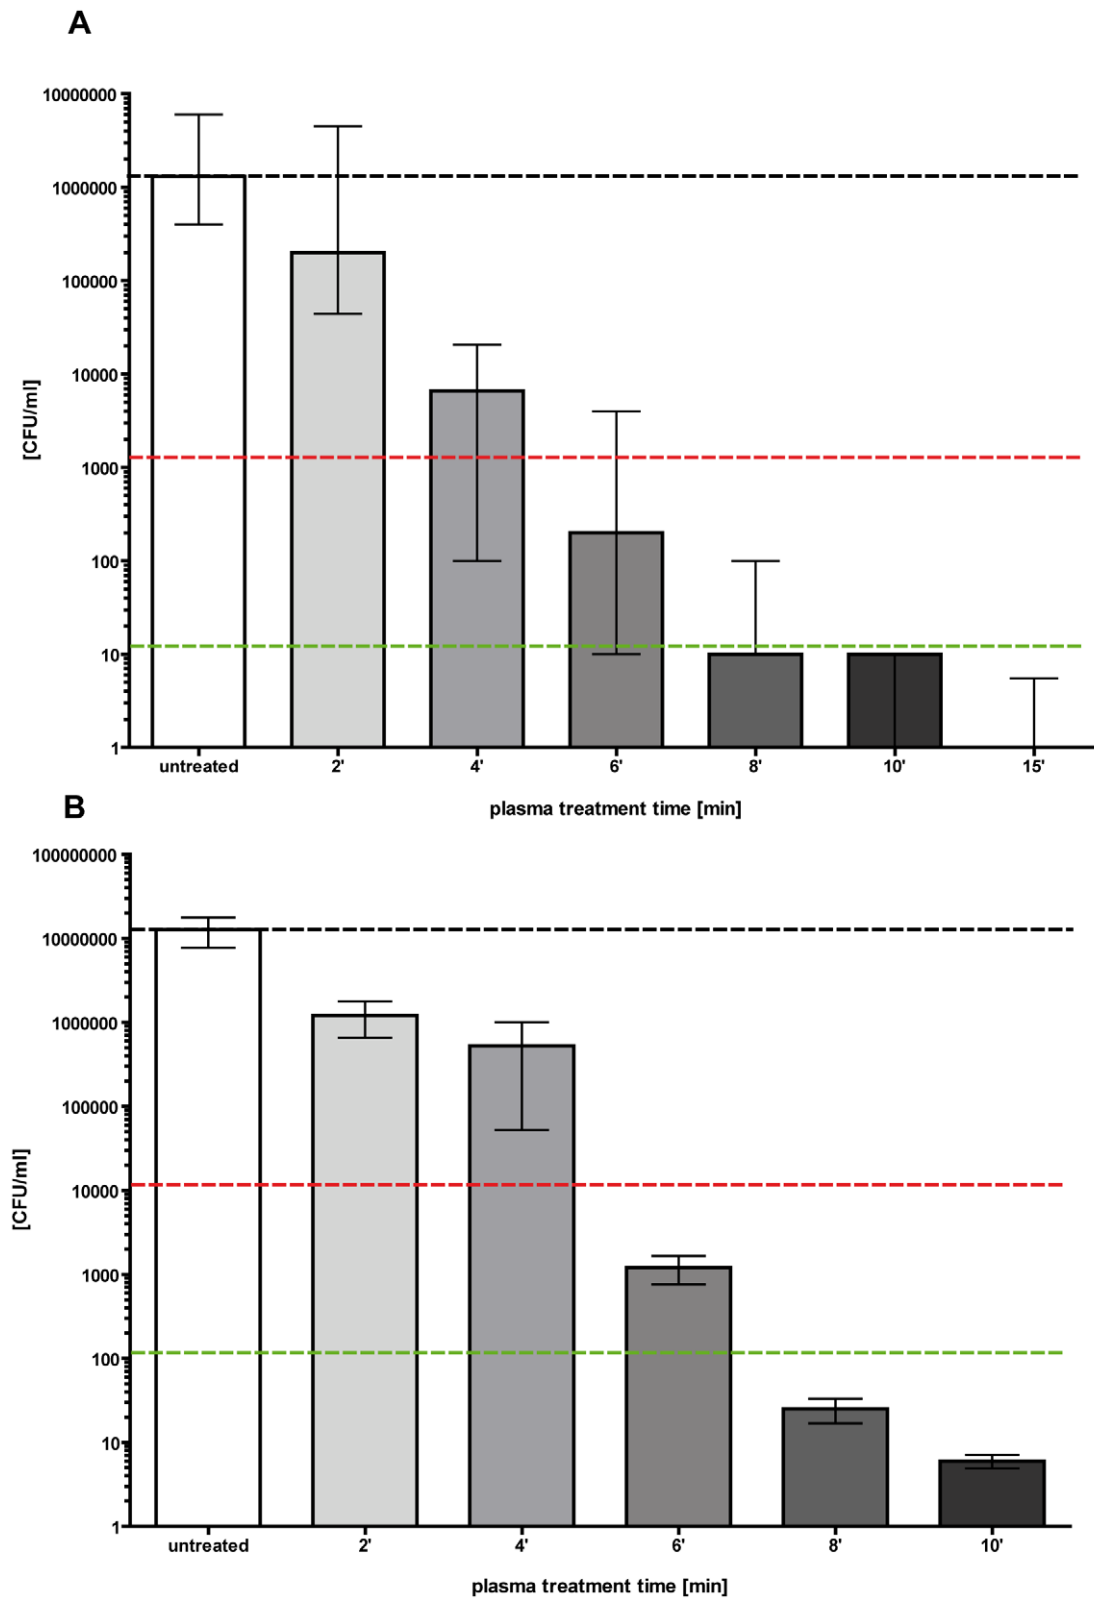 A
10000000
1000000
100000
10000
1000
100
10
1
[CFU/ml]
untreated 2' 4' 6' 8' 10' 15'
plasma treatment time [min]
B
100000000
10000000
1000000
100000
10000
1000
100
10
1
[CFU/ml]
untreated 2' 4' 6' 8' 10'
plasma treatment time [min]